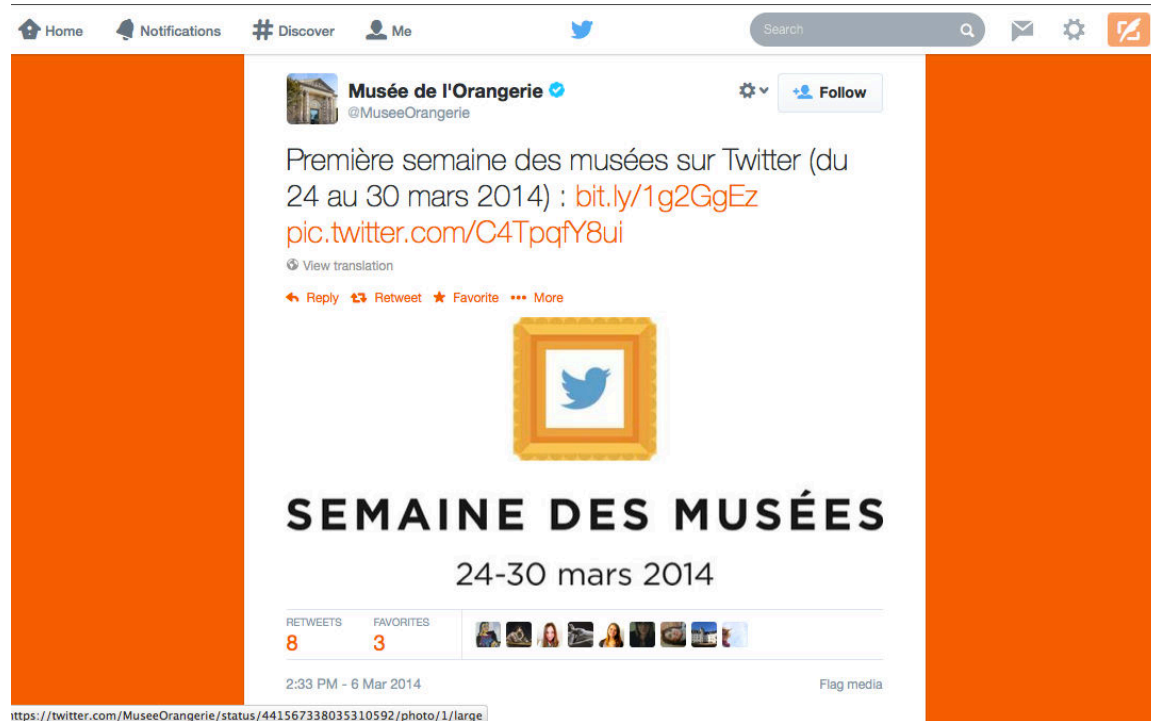 Home Notifications Discover Me Search
Musée de l'Orangerie
@MuseeOrangerie
Follow
Première semaine des musées sur Twitter (du
24 au 30 mars 2014) : bit.ly/1g2GgEz
pic.twitter.com/C4TpqfY8ui
View translation
Reply Retweet Favorite More
SEMAINE DES MUSÉES
24-30 mars 2014
RETWEETS FAVORITES
8 3
2:33 PM - 6 Mar 2014 Flag media
https://twitter.com/MuseeOrangerie/status/441567338035310592/photo/1/large